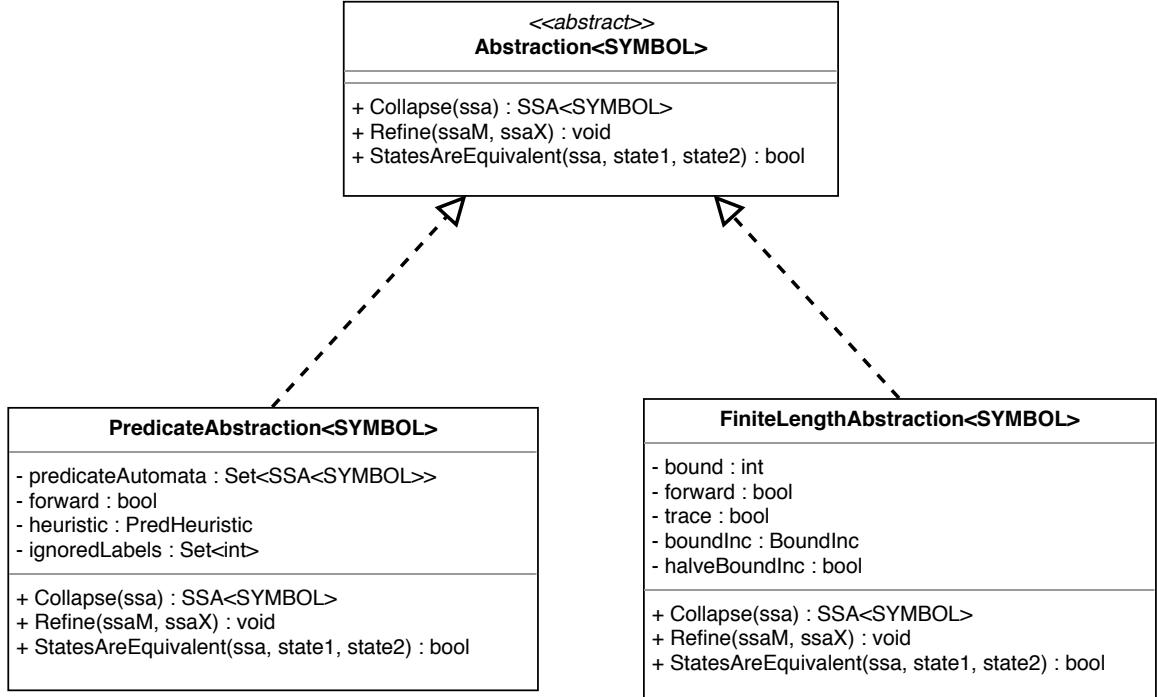 <<abstract>>
Abstraction<SYMBOL>
+ Collapse(ssa) : SSA<SYMBOL>
+ Refine(ssaM, ssaX) : void
+ StatesAreEquivalent(ssa, state1, state2) : bool
PredicateAbstraction<SYMBOL>
- predicateAutomata : Set<SSA<SYMBOL>>
- forward : bool
- heuristic : PredHeuristic
- ignoredLabels : Set<int>
+ Collapse(ssa) : SSA<SYMBOL>
+ Refine(ssaM, ssaX) : void
+ StatesAreEquivalent(ssa, state1, state2) : bool
FiniteLengthAbstraction<SYMBOL>
- bound : int
- forward : bool
- trace : bool
- boundInc : BoundInc
- halveBoundInc : bool
+ Collapse(ssa) : SSA<SYMBOL>
+ Refine(ssaM, ssaX) : void
+ StatesAreEquivalent(ssa, state1, state2) : bool